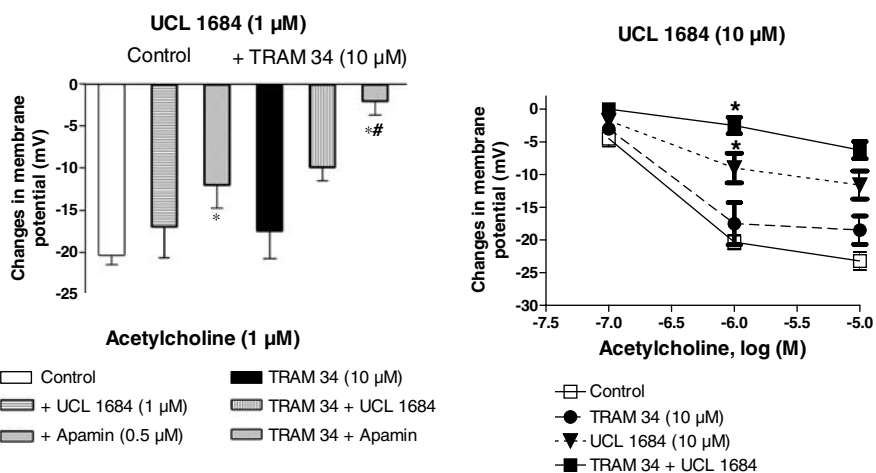 UCL 1684 (1 µM)
Control
+ TRAM 34 (10 µM)
Changes in membrane
potential (mV)
0
-5
-10
-15
-20
-25
*
*#
Acetylcholine (1 µM)
Control
TRAM 34 (10 µM)
+ UCL 1684 (1 µM)
TRAM 34 + UCL 1684
+ Apamin (0.5 µM)
TRAM 34 + Apamin
UCL 1684 (10 µM)
Changes in membrane
potential (mV)
0
-5
-10
-15
-20
-25
-30
*
*
-7.5
-7.0
-6.5
-6.0
-5.5
-5.0
Acetylcholine, log (M)
Control
TRAM 34 (10 µM)
UCL 1684 (10 µM)
TRAM 34 + UCL 1684